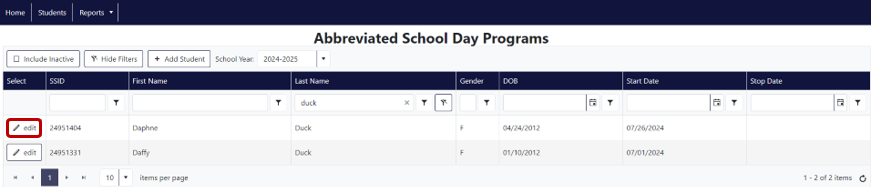 Home Students Reports
Abbreviated School Day Programs
Include Inactive Hide Filters + Add Student School Year: 2024-2025
Select SSID First Name Last Name Gender DOB Start Date Stop Date
duck
edit 24951404 Daphne Duck F 04/24/2012 07/26/2024
edit 24951331 Daffy Duck F 01/10/2012 07/01/2024
1 10 items per page 1 - 2 of 2 items